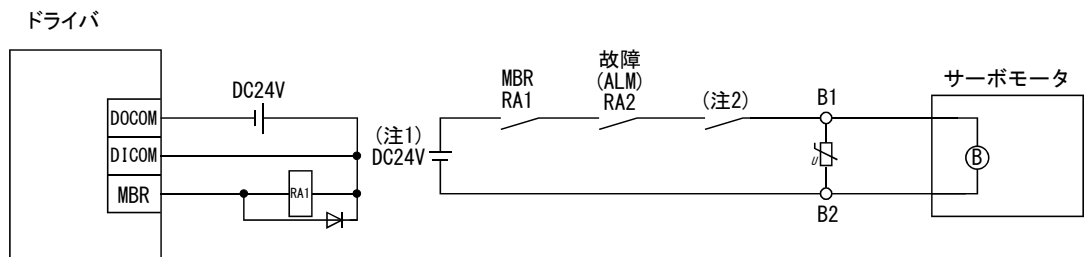 ドライバ
DOCOM
DICOM
MBR
DC24V
RA1
(注1)
DC24V
MBR
RA1
故障
(ALM)
RA2
(注2)
B1
U
B2
サーボモータ
B